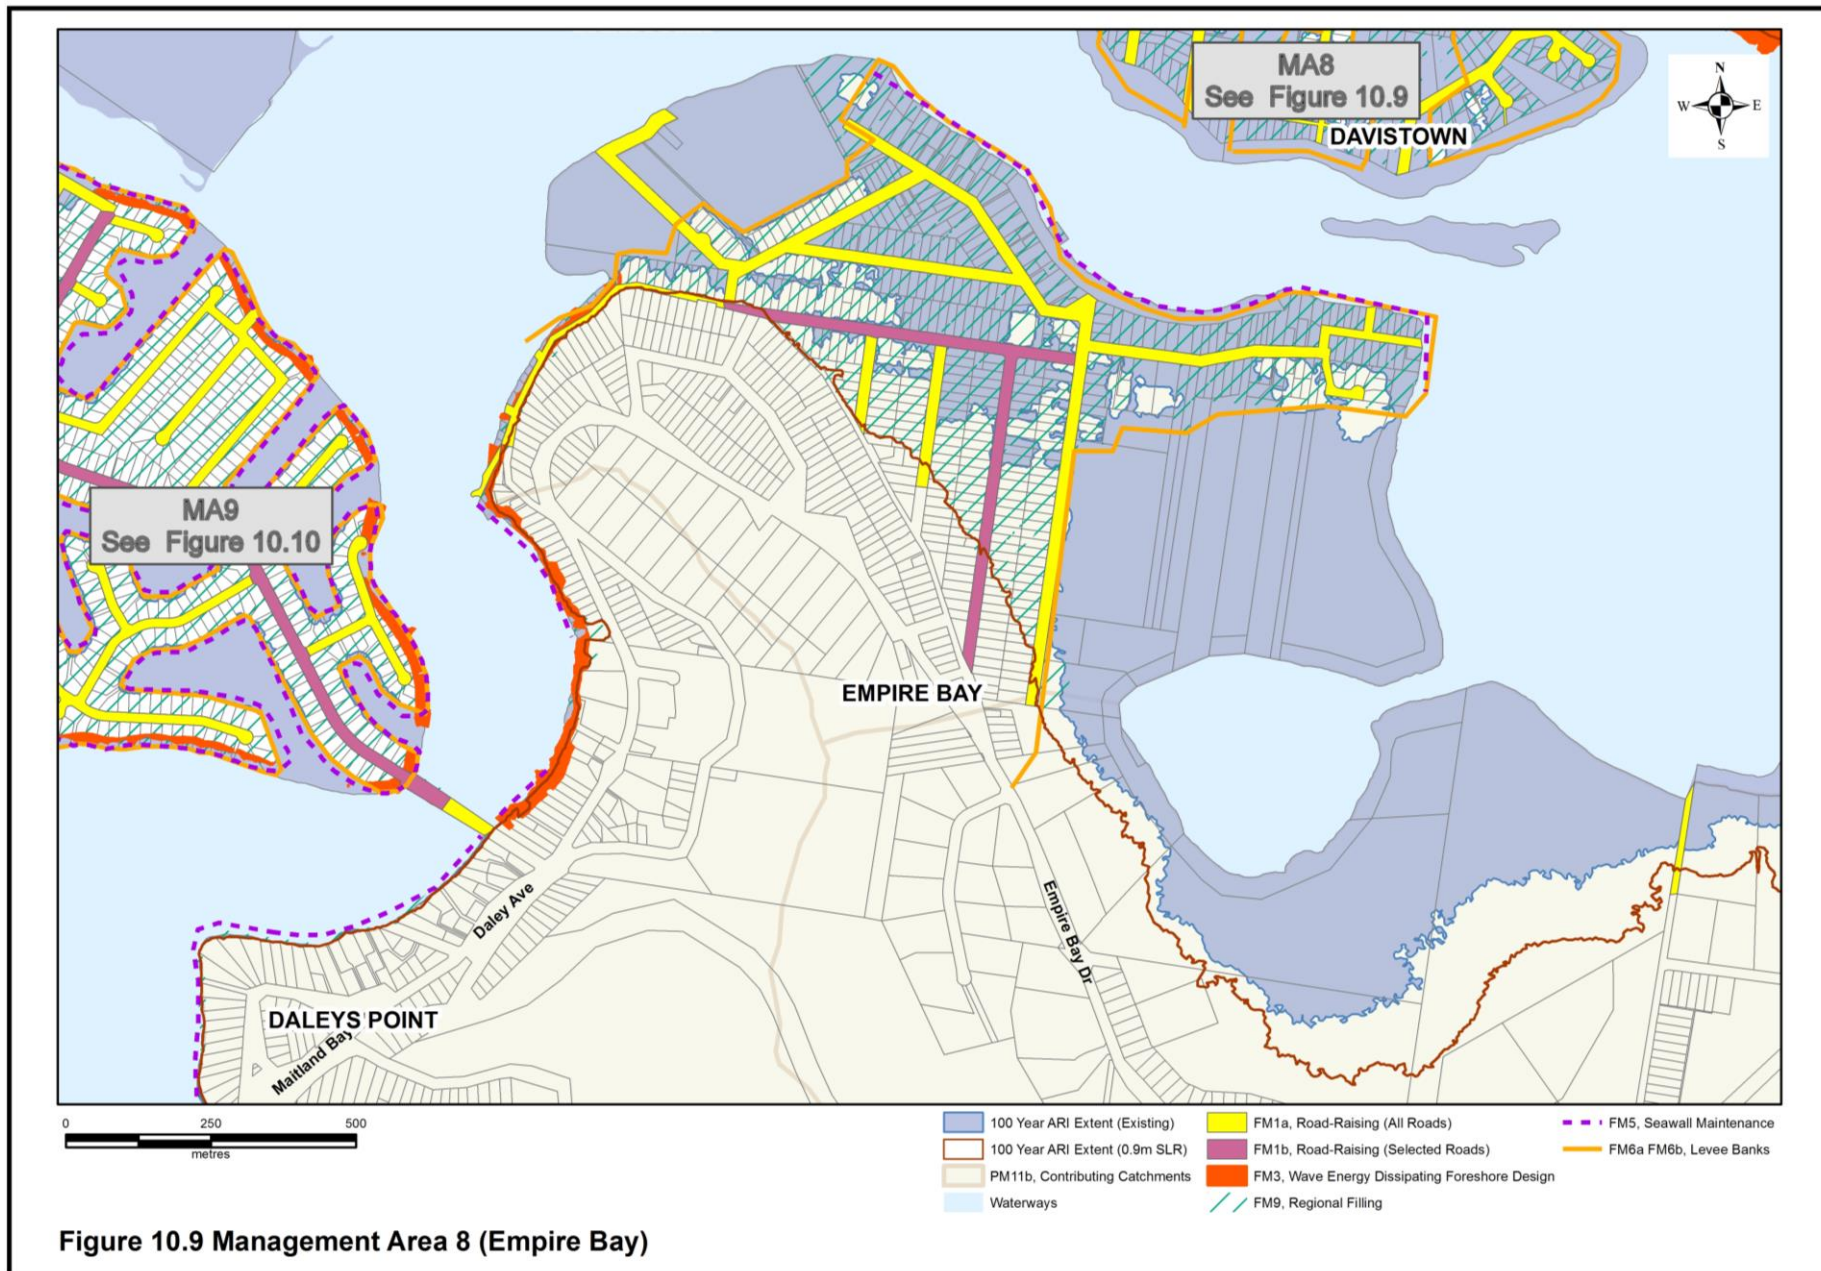 MA8
See Figure 10.9
DAVISTOWN
N
W E
S
MA9
See Figure 10.10
EMPIRE BAY
Daley Ave
Empire Bay Dr
DALEYS POINT
Maitland Bay
0 250 500
metres
100 Year ARI Extent (Existing)
100 Year ARI Extent (0.9m SLR)
PM11b, Contributing Catchments
Waterways
FM1a, Road-Raising (All Roads)
FM1b, Road-Raising (Selected Roads)
FM3, Wave Energy Dissipating Foreshore Design
FM9, Regional Filling
FM5, Seawall Maintenance
FM6a FM6b, Levee Banks
Figure 10.9 Management Area 8 (Empire Bay)